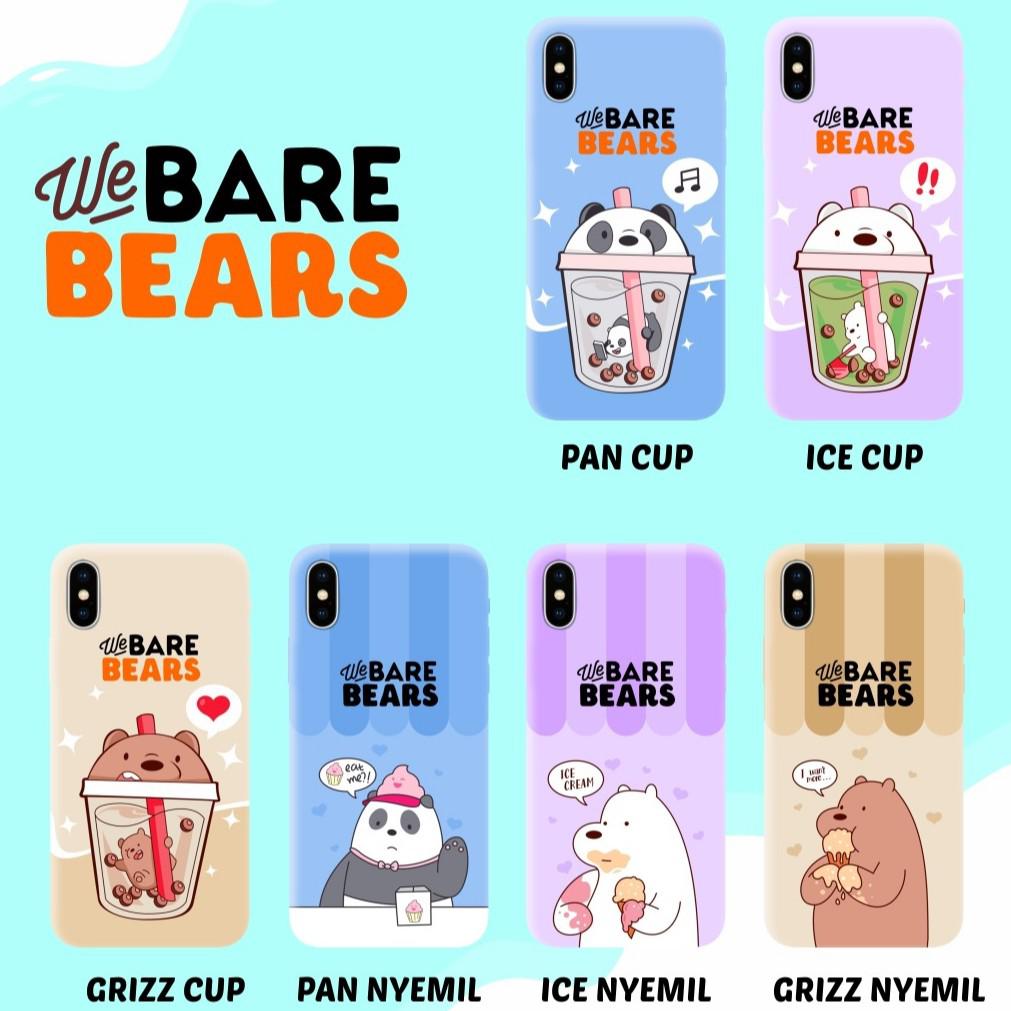 We BARE
BEARS
We BARE
BEARS
We BARE
BEARS
!!
PAN CUP
ICE CUP
We BARE
BEARS
We BARE
BEARS
We BARE
BEARS
We BARE
BEARS
eat
me?!
ICE
CREAM
I want
more...
GRIZZ CUP
PAN NYEMIL
ICE NYEMIL
GRIZZ NYEMIL